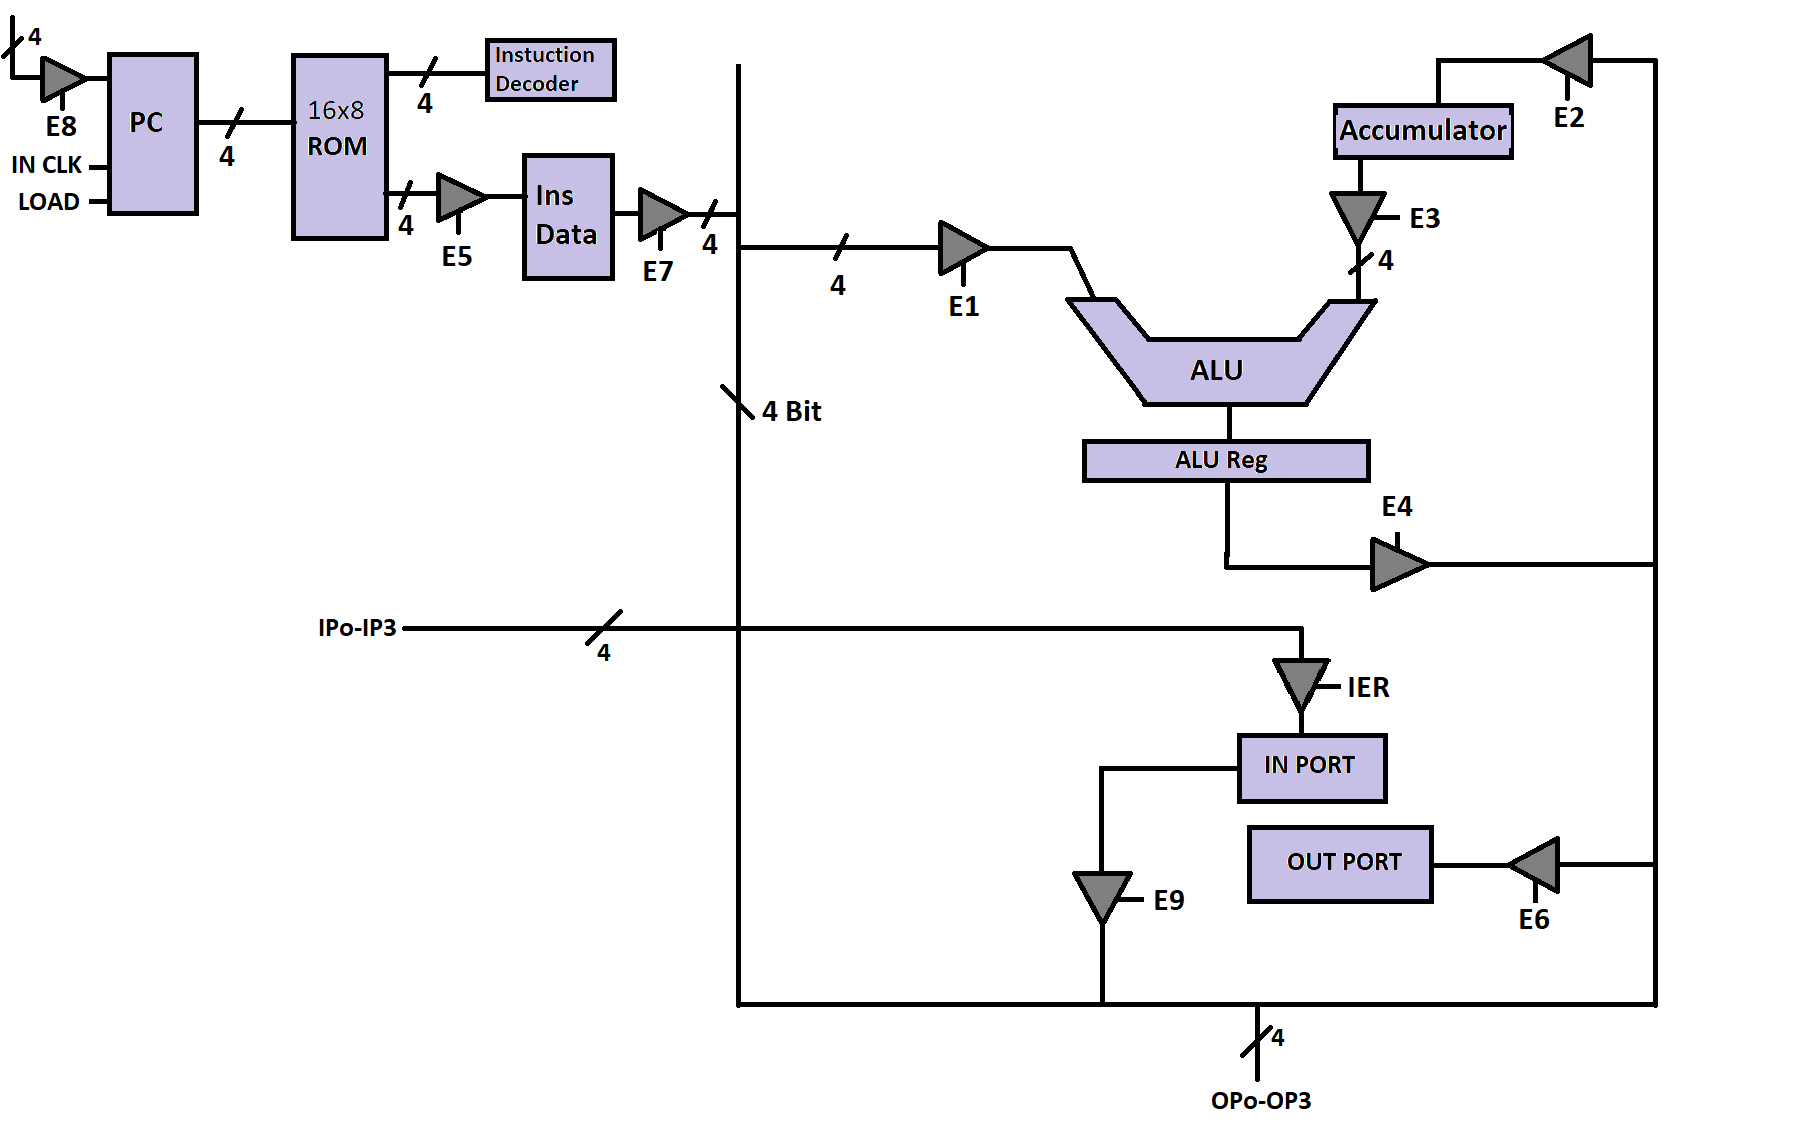 4
E8
PC
IN CLK
LOAD
4
16x8
ROM
4
Instuction
Decoder
4
E5
Ins
Data
E7
4
4
E1
4 Bit
E2
Accumulator
E3
4
ALU
ALU Reg
E4
IPo-IP3
4
IER
IN PORT
OUT PORT
E9
E6
4
OPo-OP3